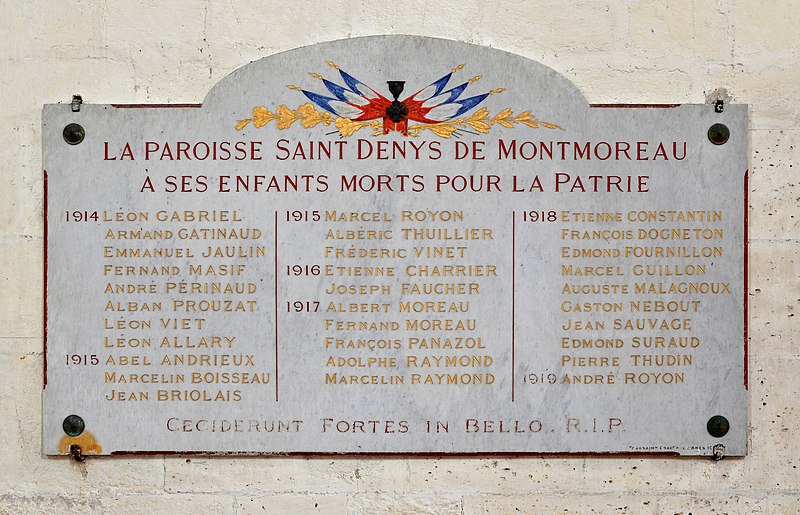 LA PAROISSE SAINT DENYS DE MONTMOREAU
À SES ENFANTS MORTS POUR LA PATRIE
1914 LÉON GABRIEL
ARMAND GATINAUD
EMMANUEL JAULIN
FERNAND MASIF
ANDRÉ PÉRINAUD
ALBAN PROUZAT
LÉON VIET
LÉON ALLARY
1915 ABEL ANDRIEUX
MARCELIN BOISSEAU
JEAN BRIOLAIS
1915 MARCEL ROYON
ALBÉRIC THUILLIER
FRÉDÉRIC VINET
1916 ETIENNE CHARRIER
JOSEPH FAUCHER
1917 ALBERT MOREAU
FERNAND MOREAU
FRANÇOIS PANAZOL
ADOLPHE RAYMOND
MARCELIN RAYMOND
1918 ETIENNE CONSTANTIN
FRANÇOIS DOGNETON
EDMOND FOURNILLON
MARCEL GUILLON
AUGUSTE MALAGNOUX
GASTON NEBOUT
JEAN SAUVAGE
EDMOND SURAUD
PIERRE THUDIN
1919 ANDRÉ ROYON
CECIDERUNT FORTES IN BELLO. R.I.P.